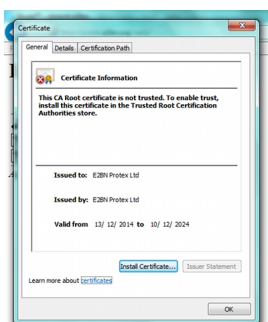 Certificate
General Details Certification Path
Certificate Information
This CA Root certificate is not trusted. To enable trust,
install this certificate in the Trusted Root Certification
Authorities store.
Issued to: E2BN Protex Ltd
Issued by: E2BN Protex Ltd
Valid from 13/ 12/ 2014 to 10/ 12/ 2024
Install Certificate... Issuer Statement
Learn more about certificates
OK